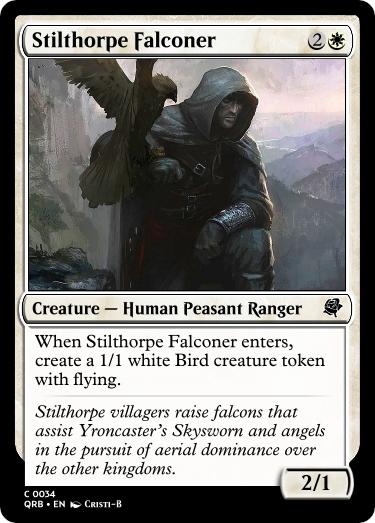 Stilthorpe Falconer 2
Creature — Human Peasant Ranger
When Stilthorpe Falconer enters,
create a 1/1 white Bird creature token
with flying.
Stilthorpe villagers raise falcons that
assist Yroncaster's Skysworn and angels
in the pursuit of aerial dominance over
the other kingdoms.
2/1
C 0034
QRB • EN Cristi-B